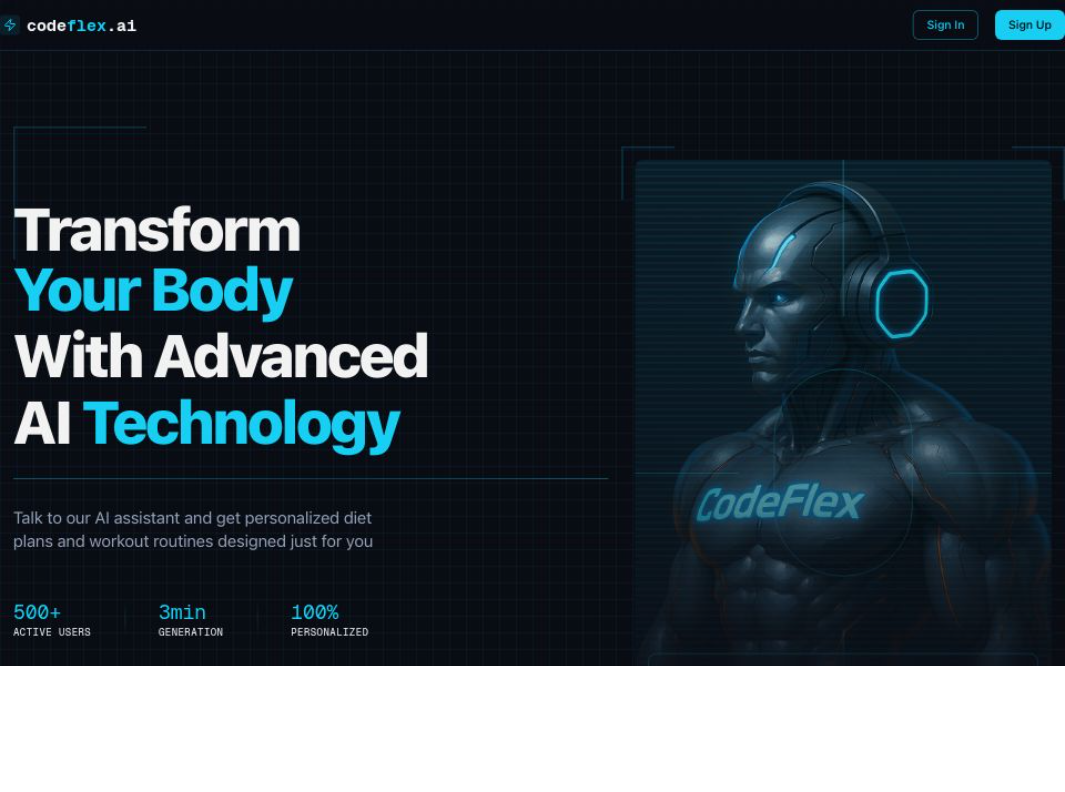 codeflex.ai
Sign In
Sign Up
Transform
Your Body
With Advanced
AI Technology
Talk to our AI assistant and get personalized diet
plans and workout routines designed just for you
500+
ACTIVE USERS
3min
GENERATION
100%
PERSONALIZED
CodeFlex